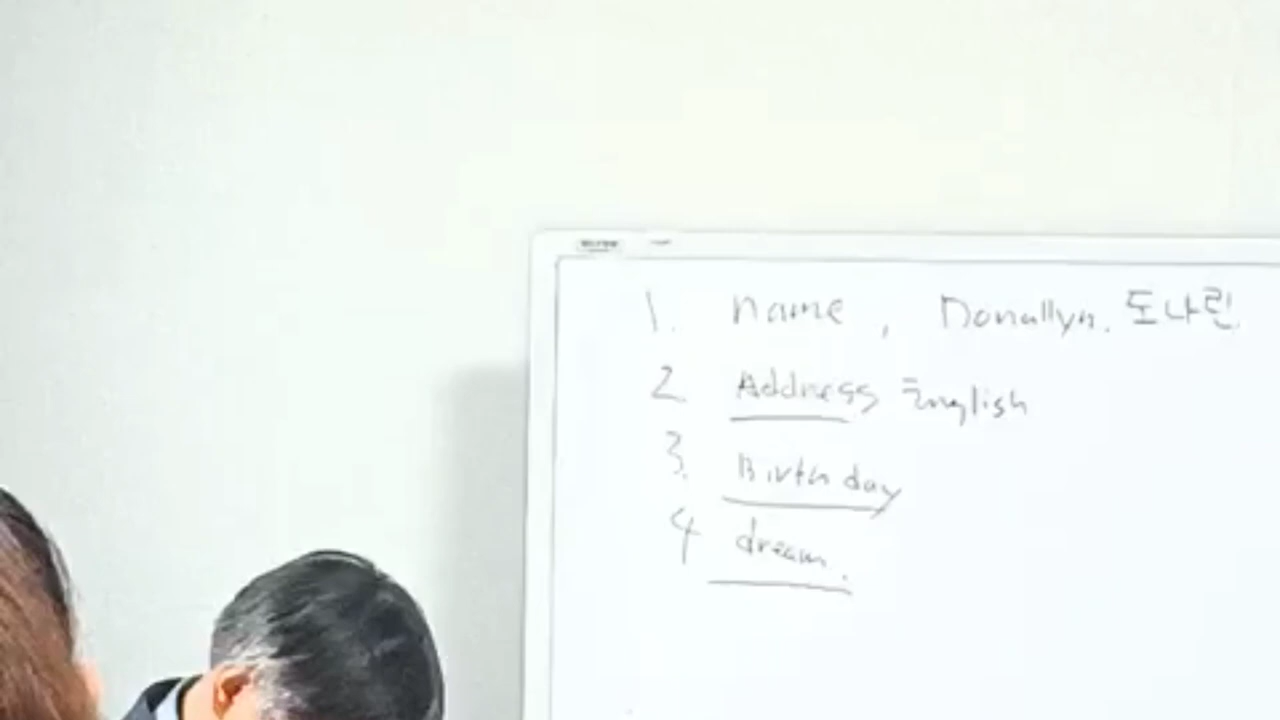 1. name, Donallyn. 도나린
2 Address English
3. Birthday
4 dream.